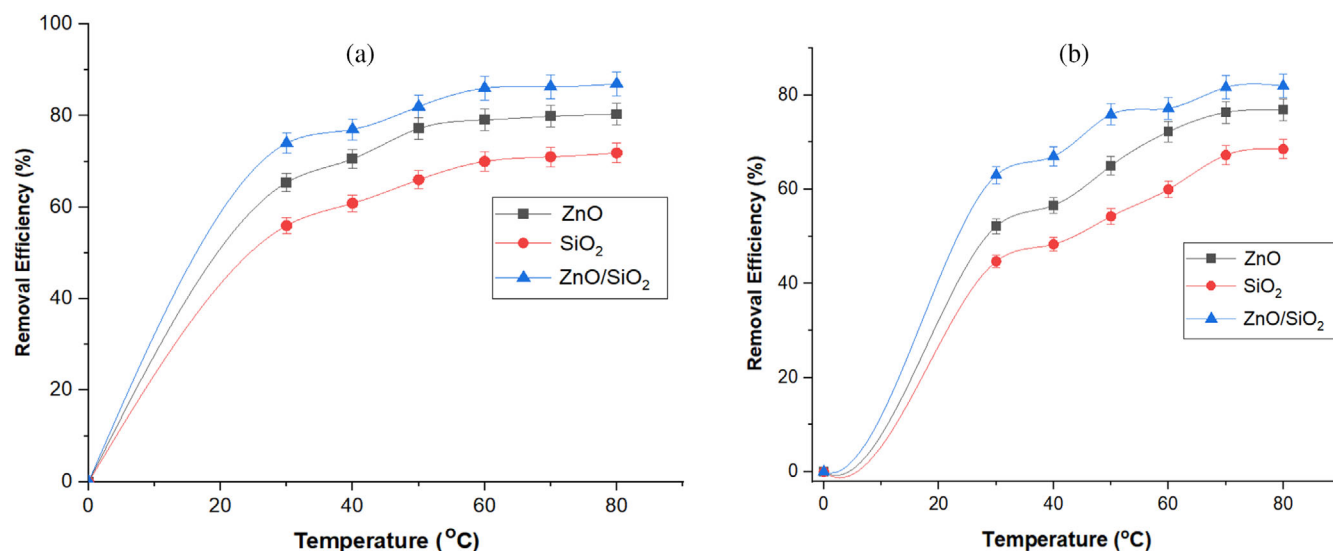 (a)
100
80
60
40
20
0
Removal Efficiency (%)
ZnO
SiO₂
ZnO/SiO₂
0 20 40 60 80
Temperature (°C)
(b)
80
60
40
20
0
Removal Efficiency (%)
ZnO
SiO₂
ZnO/SiO₂
0 20 40 60 80
Temperature (°C)